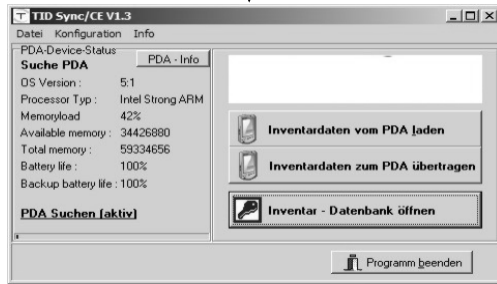 TID Sync/CE V1.3
Datei Konfiguration Info
PDA-Device-Status
Suche PDA
PDA - Info
OS Version : 5:1
Processor Typ : Intel Strong ARM
Memoryload 42%
Available memory : 34426880
Total memory : 59334656
Battery life : 100%
Backup battery life : 100%
PDA Suchen (aktiv)
Inventardaten vom PDA laden
Inventardaten zum PDA übertragen
Inventar - Datenbank öffnen
Programm beenden